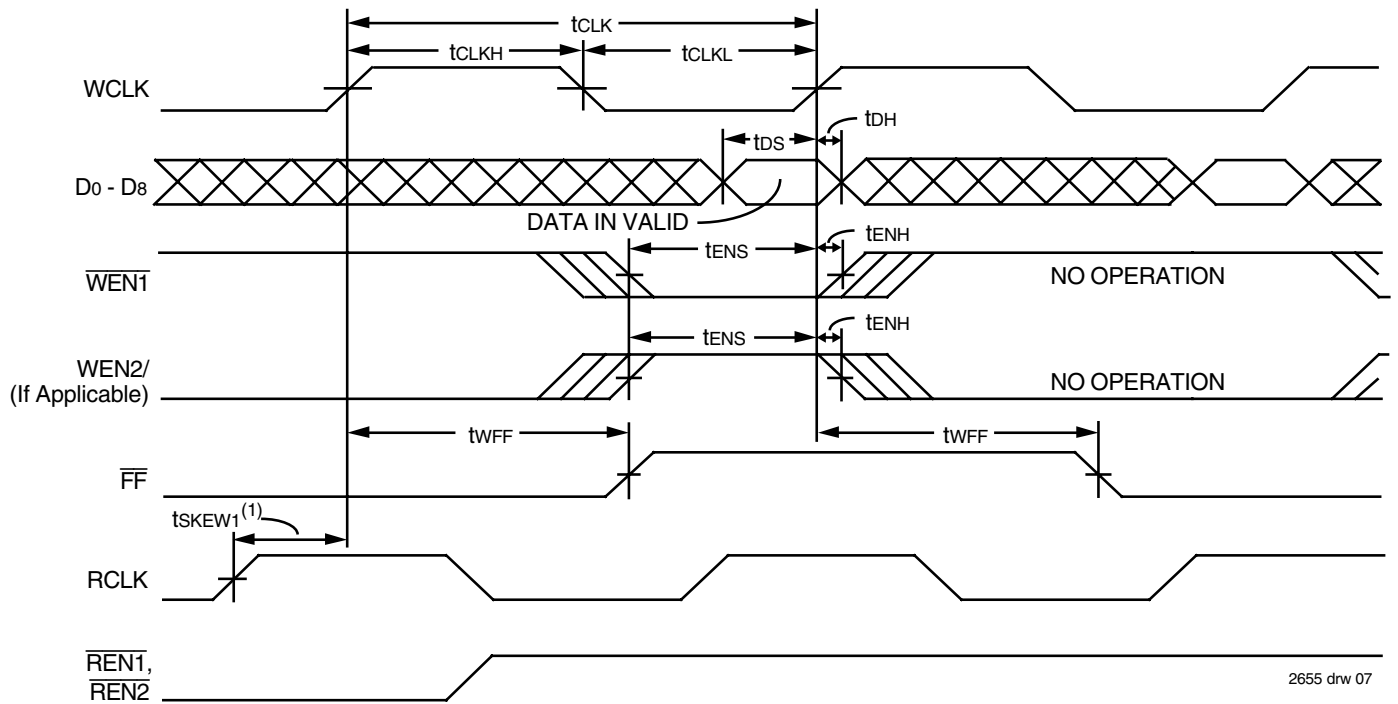 tCLK
tCLKH
tCLKL
WCLK
tDH
tDS
D0 - D8
DATA IN VALID
tENH
tENS
WEN1
NO OPERATION
tENH
tENS
WEN2/
(If Applicable)
NO OPERATION
tWFF
tWFF
FF
tSKEW1(1)
RCLK
REN1,
REN2
2655 drw 07